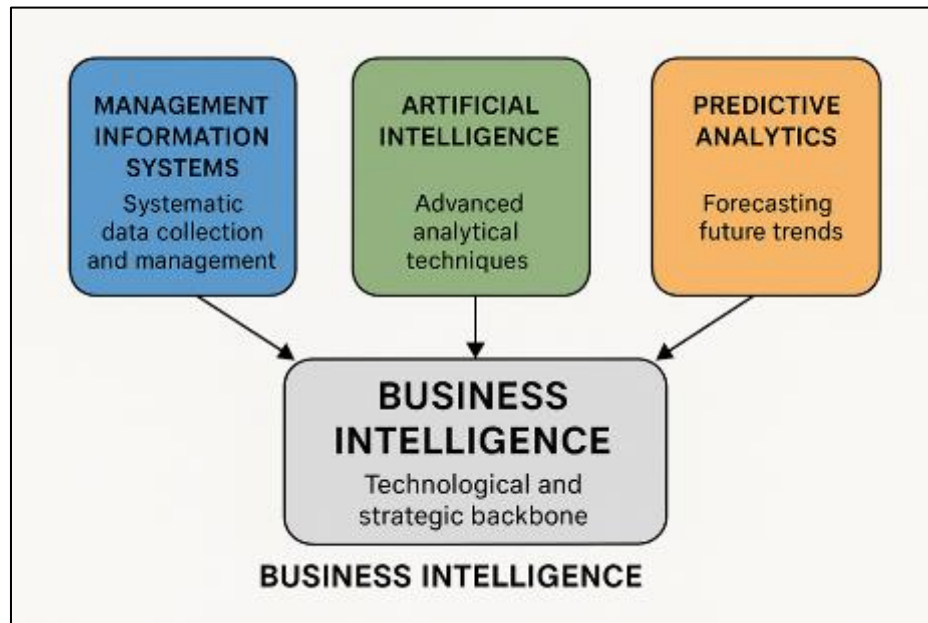 MANAGEMENT
INFORMATION
SYSTEMS
Systematic
data collection
and management
ARTIFICIAL
INTELLIGENCE
Advanced
analytical
techniques
PREDICTIVE
ANALYTICS
Forecasting
future trends
BUSINESS
INTELLIGENCE
Technological and
strategic backbone
BUSINESS INTELLIGENCE